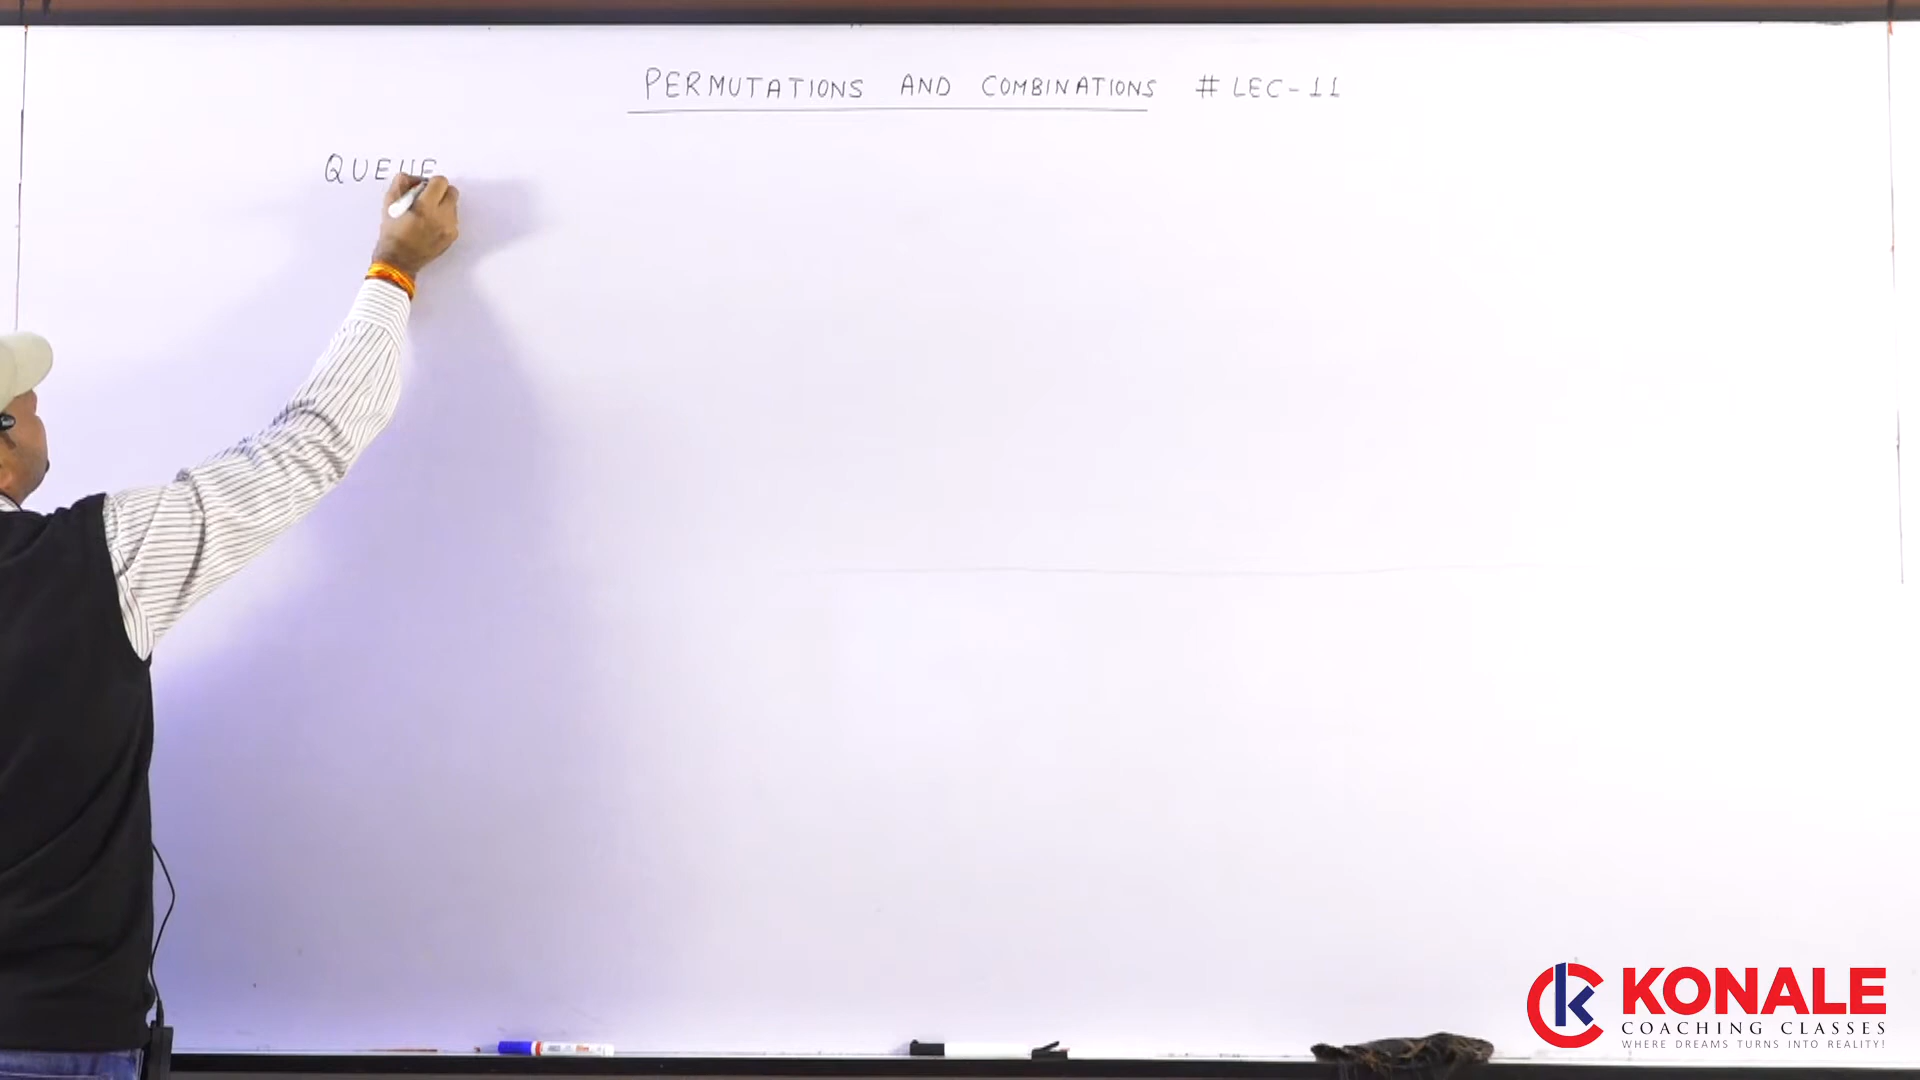 PERMUTATIONS AND COMBINATIONS # LEC-11
QUEUE
KONALE
COACHING CLASSES
WHERE DREAMS TURNS INTO REALITY!